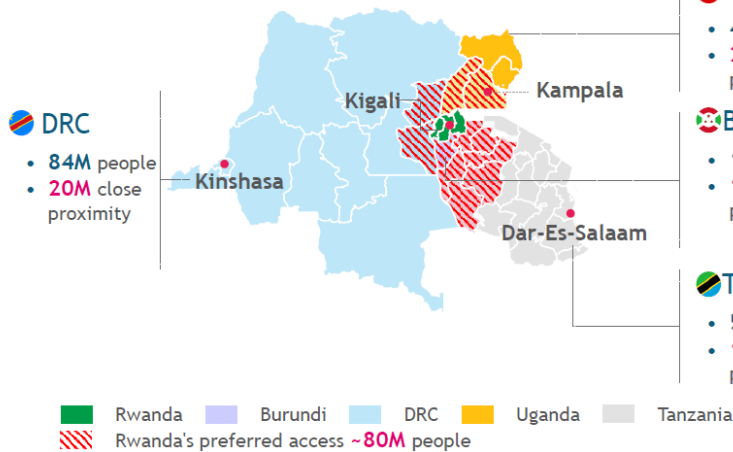 DRC
• 84M people
• 20M close
proximity
Kigali
Kampala
Kinshasa
Dar-Es-Salaam
Rwanda
Burundi
DRC
Uganda
Tanzania
Rwanda's preferred access ~80M people